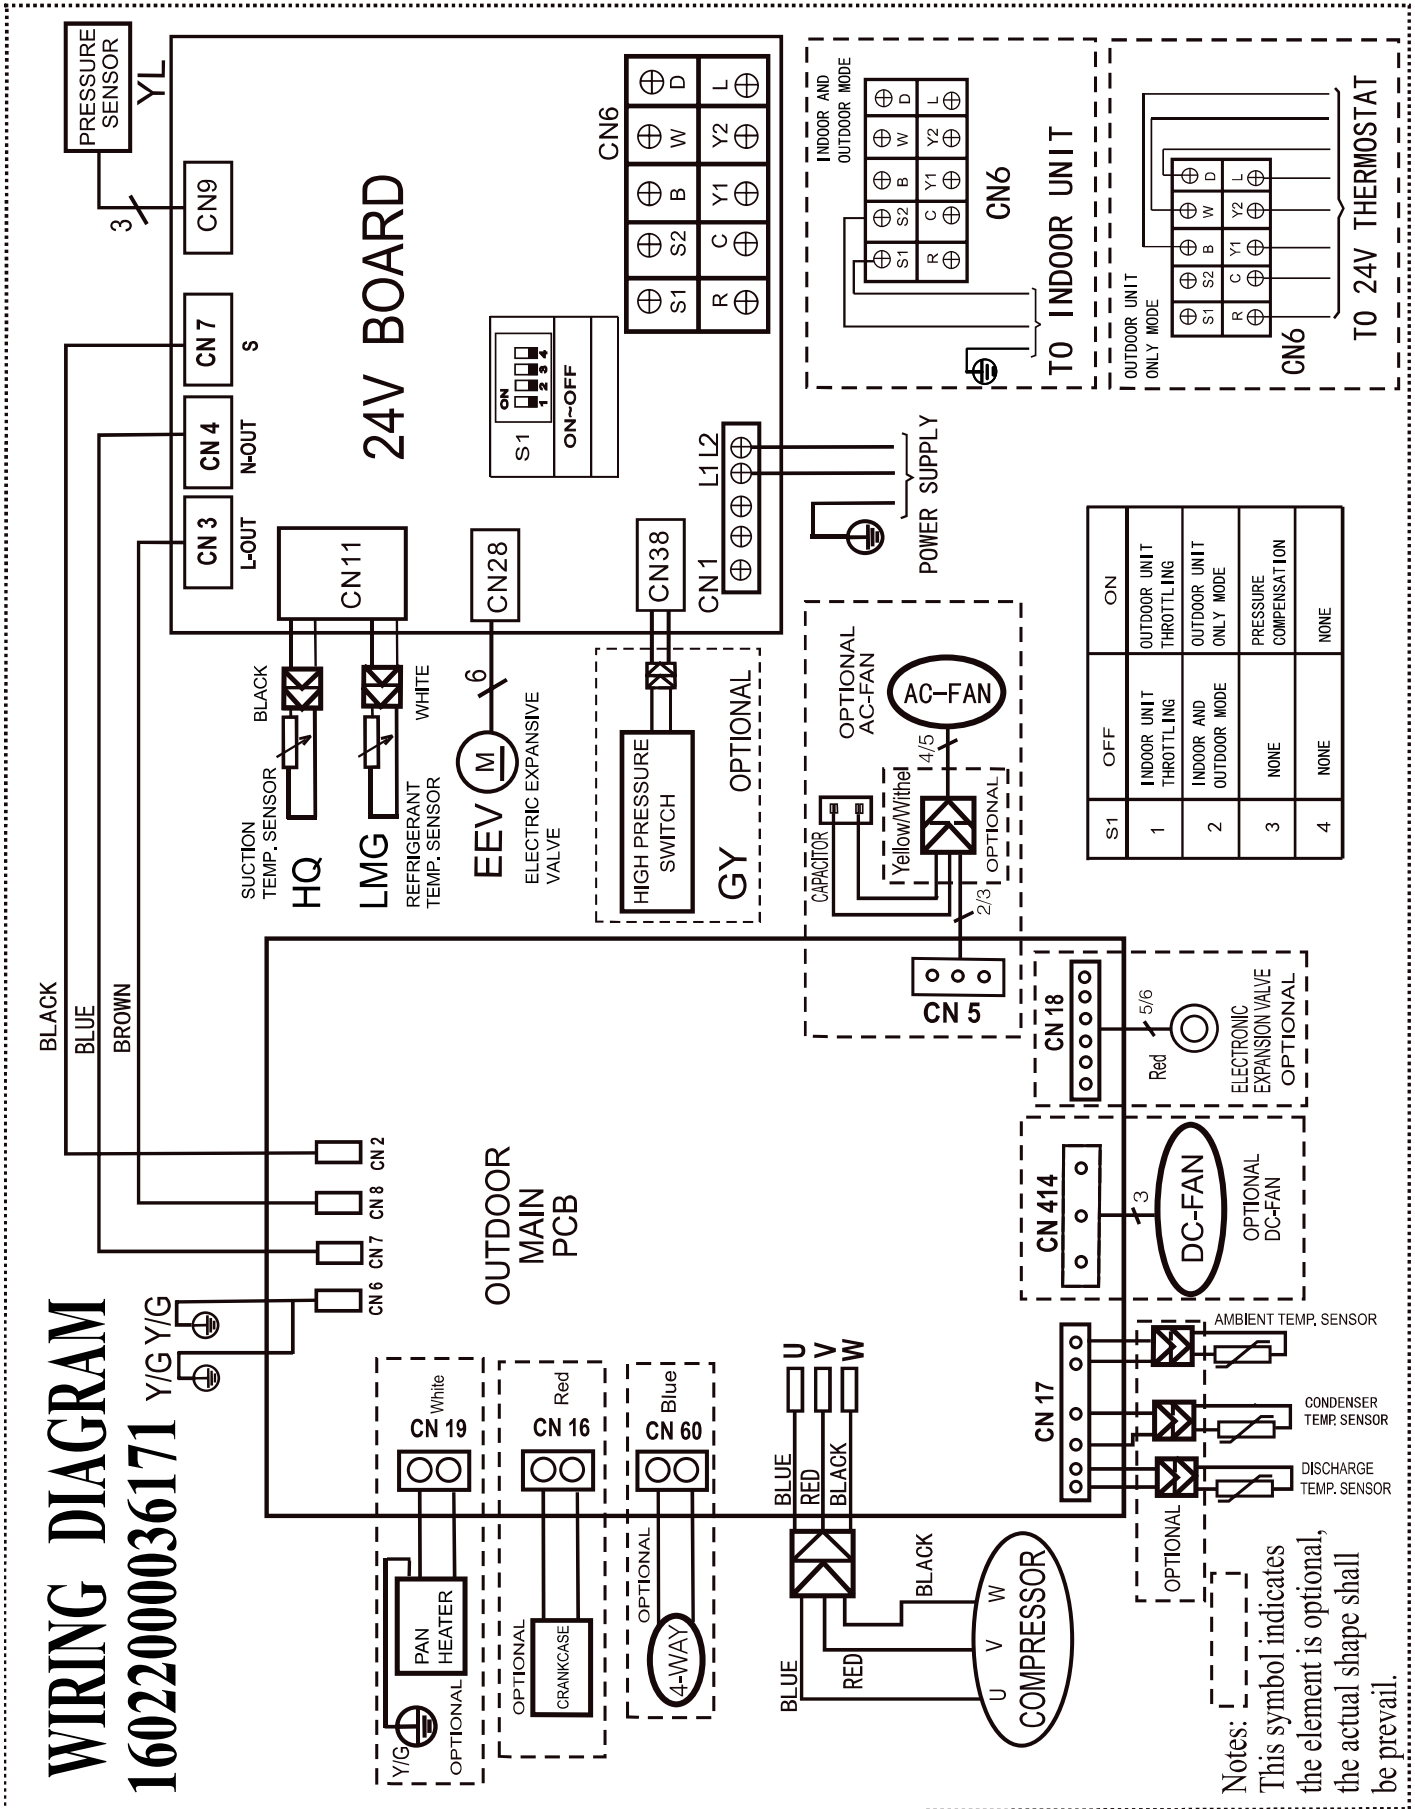 WIRING DIAGRAM
16022000036171
PRESSURE
SENSOR
YL
3
CN9
CN 7
S
CN 4
N-OUT
CN 3
L-OUT
24V BOARD
CN6
D
W
B
S2
S1
L
Y2
Y1
C
R
S1
ON
1
2
3
4
ON~OFF
CN11
CN28
CN38
CN1
L1
L2
POWER SUPPLY
BLACK
SUCTION
TEMP. SENSOR
HQ
WHITE
LMG
REFRIGERANT
TEMP. SENSOR
6
M
EEV
ELECTRIC EXPANSIVE
VALVE
HIGH PRESSURE
SWITCH
OPTIONAL
GY
INDOOR AND
OUTDOOR MODE
D
W
B
S2
S1
L
Y2
Y1
C
R
CN6
TO INDOOR UNIT
OUTDOOR UNIT
ONLY MODE
D
W
B
S2
S1
L
Y2
Y1
C
R
CN6
TO 24V THERMOSTAT
S1
OFF
ON
1
INDOOR UNIT
THROTTLING
OUTDOOR UNIT
THROTTLING
2
INDOOR AND
OUTDOOR MODE
OUTDOOR UNIT
ONLY MODE
3
NONE
PRESSURE
COMPENSATION
4
NONE
NONE
BLACK
BLUE
BROWN
CN 2
CN 8
CN 7
CN 6
Y/G
Y/G
OUTDOOR
MAIN
PCB
OPTIONAL
AC-FAN
AC-FAN
4/5
Yellow/Withe
OPTIONAL
CAPACITOR
2/3
CN 5
CN 18
5/6
Red
ELECTRONIC
EXPANSION VALVE
OPTIONAL
CN 414
3
DC-FAN
OPTIONAL
DC-FAN
CN 17
AMBIENT TEMP. SENSOR
CONDENSER
TEMP. SENSOR
DISCHARGE
TEMP. SENSOR
OPTIONAL
White
CN 19
PAN
HEATER
Y/G
OPTIONAL
Red
CN 16
OPTIONAL
CRANKCASE
Blue
CN 60
OPTIONAL
4-WAY
U
V
W
BLUE
RED
BLACK
BLUE
RED
BLACK
U
V
W
COMPRESSOR
Notes:
This symbol indicates
the element is optional,
the actual shape shall
be prevail.